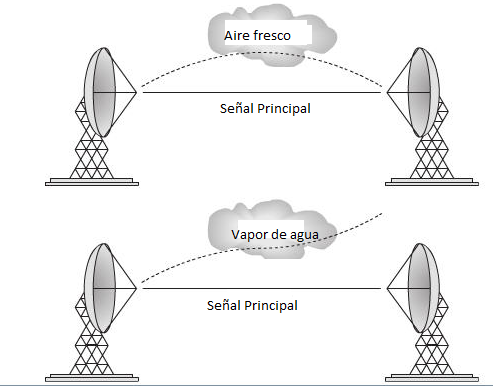 Aire fresco
Señal Principal
Vapor de agua
Señal Principal